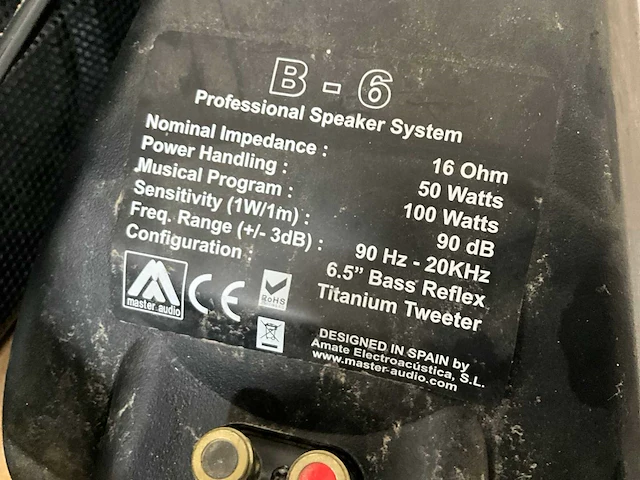 B - 6
Professional Speaker System
Nominal Impedance : 16 Ohm
Power Handling : 50 Watts
Musical Program : 100 Watts
Sensitivity (1W/1m) : 90 dB
Freq. Range (+/- 3dB) : 90 Hz - 20KHz
Configuration : 6.5” Bass Reflex
Titanium Tweeter
master audio
CE
RoHS
DESIGNED IN SPAIN by
Amate Electroacústica, S.L.
www.master-audio.com